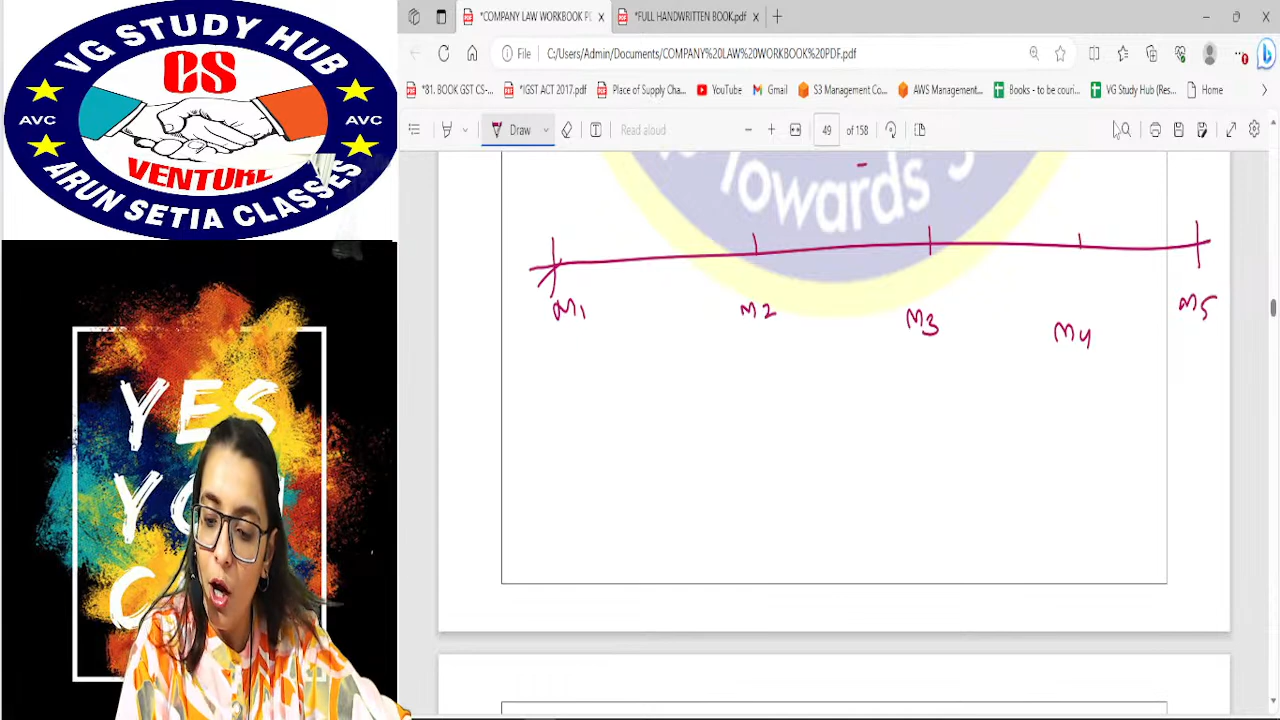 VG STUDY HUB
CS
AVC
AVC
VENTURE
ARUN SETIA CLASSES
YES
*COMPANY LAW WORKBOOK PD
*FULL HANDWRITTEN BOOK.pdf
File
C:/Users/Admin/Documents/COMPANY%20LAW%20WORKBOOK%20PDF.pdf
*81. BOOK GST CS-...
*IGST ACT 2017.pdf
Place of Supply Cha...
YouTube
Gmail
S3 Management Co...
AWS Management...
Books - to be couri...
VG Study Hub (Res...
Home
Draw
Read aloud
49
of 158
Towards
M1
M2
M3
M4
M5